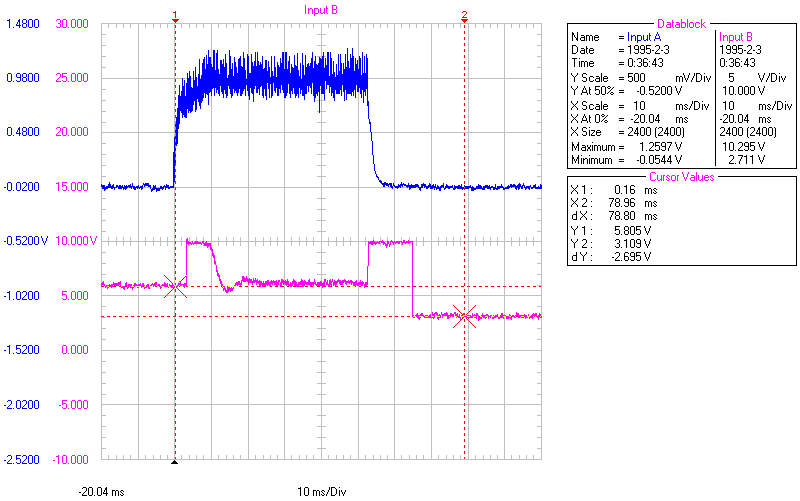 Input B
1 2
1.4800 30.000
0.9800 25.000
0.4800 20.000
-0.0200 15.000
-0.5200 V 10.000 V
-1.0200 5.000
-1.5200 0.000
-2.0200 -5.000
-2.5200 -10.000
-20.04 ms 10 ms/Div
Datablock
Name = Input A Input B
Date = 1995-2-3 1995-2-3
Time = 0:36:43 0:36:43
Y Scale = 500 mV/Div 5 V/Div
Y At 50% = -0.5200 V 10.000 V
X Scale = 10 ms/Div 10 ms/Div
X At 0% = -20.04 ms -20.04 ms
X Size = 2400 (2400) 2400 (2400)
Maximum = 1.2597 V 10.295 V
Minimum = -0.0544 V 2.711 V
Cursor Values
X 1 : 0.16 ms
X 2 : 78.96 ms
dX : 78.80 ms
Y 1 : 5.805 V
Y 2 : 3.109 V
dY : -2.695 V